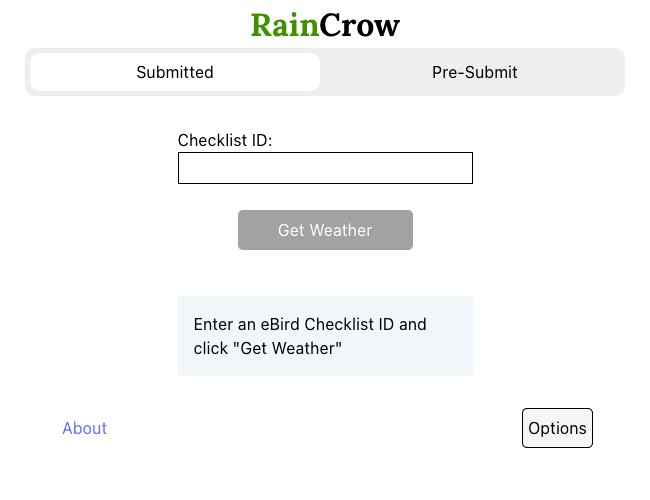 RainCrow
Submitted
Pre-Submit
Checklist ID:
Get Weather
Enter an eBird Checklist ID and
click "Get Weather"
About
Options